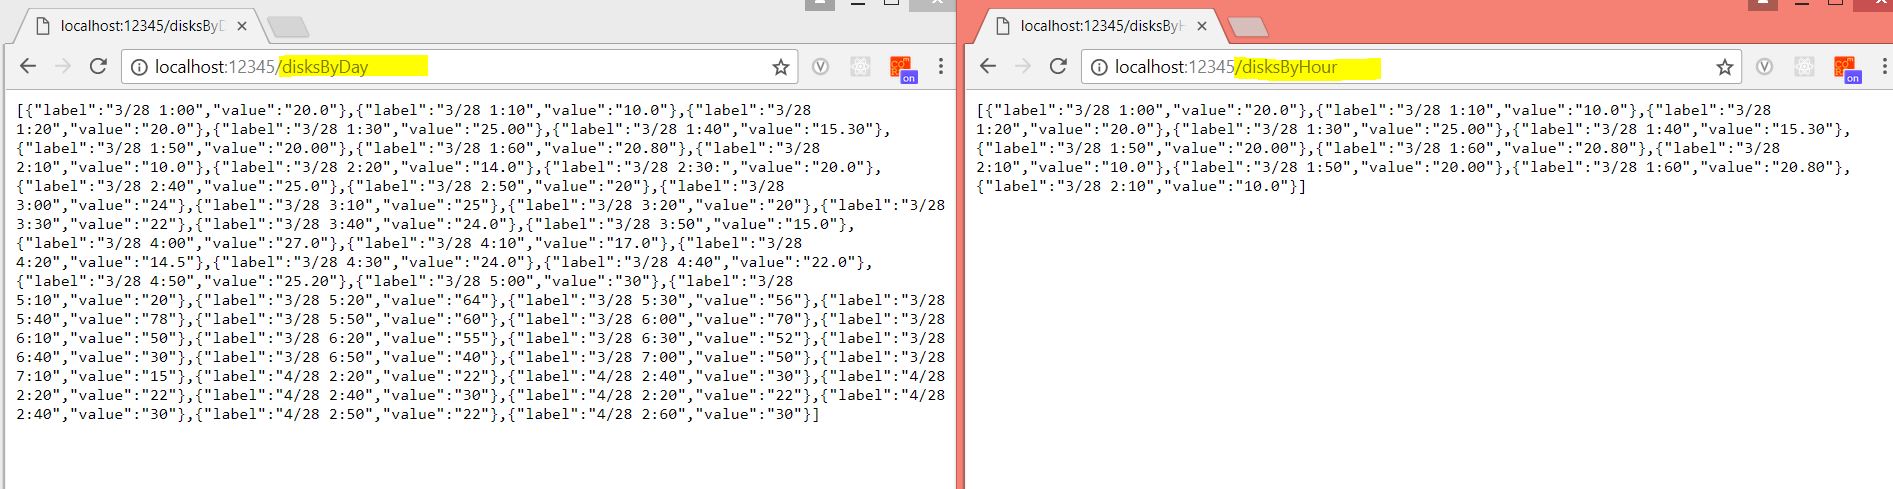 localhost:12345/disksByD
localhost:12345/disksByDay
on
[{"label":"3/28 1:00","value":"20.0"},{"label":"3/28 1:10","value":"10.0"},{"label":"3/28
1:20","value":"20.0"},{"label":"3/28 1:30","value":"25.00"},{"label":"3/28 1:40","value":"15.30"},
{"label":"3/28 1:50","value":"20.00"},{"label":"3/28 1:60","value":"20.80"},{"label":"3/28
2:10","value":"10.0"},{"label":"3/28 2:20","value":"14.0"},{"label":"3/28 2:30:","value":"20.0"},
{"label":"3/28 2:40","value":"25.0"},{"label":"3/28 2:50","value":"20"},{"label":"3/28
3:00","value":"24"},{"label":"3/28 3:10","value":"25"},{"label":"3/28 3:20","value":"20"},{"label":"3/28
3:30","value":"22"},{"label":"3/28 3:40","value":"24.0"},{"label":"3/28 3:50","value":"15.0"},
{"label":"3/28 4:00","value":"27.0"},{"label":"3/28 4:10","value":"17.0"},{"label":"3/28
4:20","value":"14.5"},{"label":"3/28 4:30","value":"24.0"},{"label":"3/28 4:40","value":"22.0"},
{"label":"3/28 4:50","value":"25.20"},{"label":"3/28 5:00","value":"30"},{"label":"3/28
5:10","value":"20"},{"label":"3/28 5:20","value":"64"},{"label":"3/28 5:30","value":"56"},{"label":"3/28
5:40","value":"78"},{"label":"3/28 5:50","value":"60"},{"label":"3/28 6:00","value":"70"},{"label":"3/28
6:10","value":"50"},{"label":"3/28 6:20","value":"55"},{"label":"3/28 6:30","value":"52"},{"label":"3/28
6:40","value":"30"},{"label":"3/28 6:50","value":"40"},{"label":"3/28 7:00","value":"50"},{"label":"3/28
7:10","value":"15"},{"label":"4/28 2:20","value":"22"},{"label":"4/28 2:40","value":"30"},{"label":"4/28
2:20","value":"22"},{"label":"4/28 2:40","value":"30"},{"label":"4/28 2:20","value":"22"},{"label":"4/28
2:40","value":"30"},{"label":"4/28 2:50","value":"22"},{"label":"4/28 2:60","value":"30"}]
localhost:12345/disksByH
localhost:12345/disksByHour
on
[{"label":"3/28 1:00","value":"20.0"},{"label":"3/28 1:10","value":"10.0"},{"label":"3/28
1:20","value":"20.0"},{"label":"3/28 1:30","value":"25.00"},{"label":"3/28 1:40","value":"15.30"},
{"label":"3/28 1:50","value":"20.00"},{"label":"3/28 1:60","value":"20.80"},{"label":"3/28
2:10","value":"10.0"},{"label":"3/28 1:50","value":"20.00"},{"label":"3/28 1:60","value":"20.80"},
{"label":"3/28 2:10","value":"10.0"}]